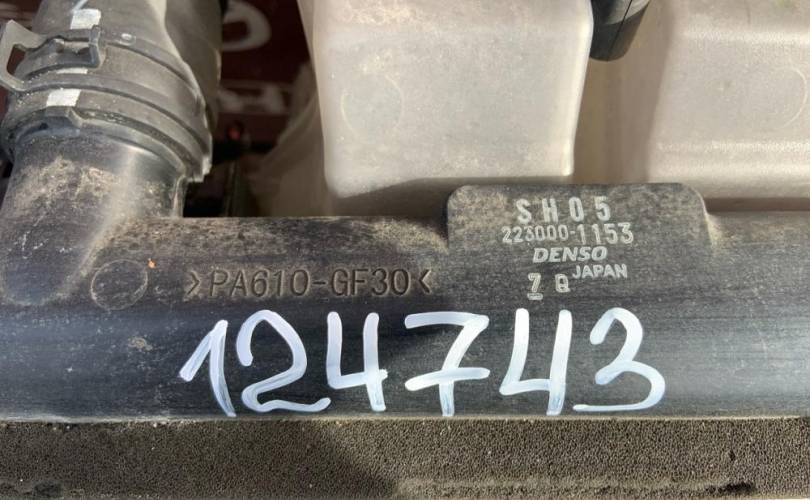 SH05
223000-1153
DENSO
JAPAN
>PA610-GF30<
124743